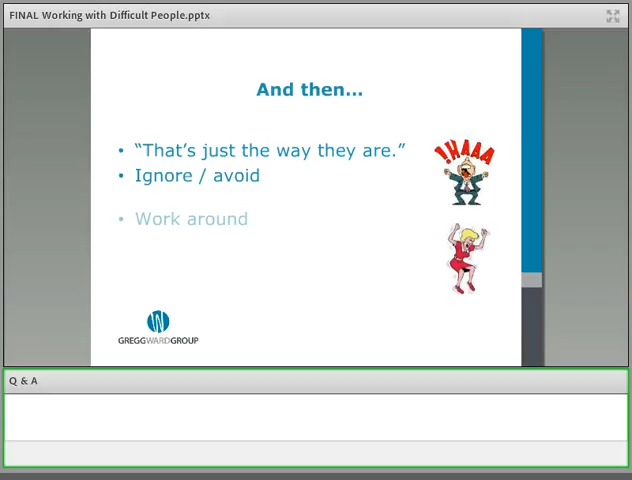 FINAL Working with Difficult People.pptx
And then...
• “That’s just the way they are.”
• Ignore / avoid
• Work around
!HAAA
GREGGWARDGROUP
Q & A